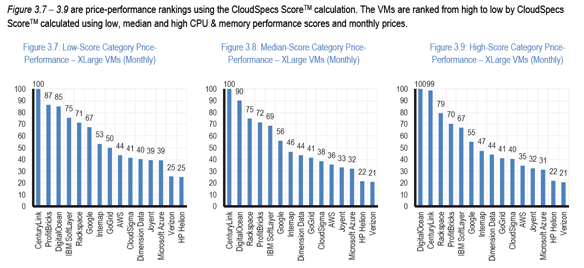 Figure 3.7 – 3.9 are price-performance rankings using the CloudSpecs Score™ calculation. The VMs are ranked from high to low by CloudSpecs
Score™ calculated using low, median and high CPU & memory performance scores and monthly prices.
Figure 3.7: Low-Score Category Price-
Performance – XLarge VMs (Monthly)
100
90
80
70
60
50
40
30
20
10
0
100
87
85
75
71
67
53
50
44
41
40
39
39
25
25
CenturyLink
ProfitBricks
DigitalOcean
IBM SoftLayer
Rackspace
Google
Internap
GoGrid
AWS
CloudSigma
Dimension Data
Joyent
Microsoft Azure
Verizon
HP Helion
Figure 3.8: Median-Score Category Price-
Performance – XLarge VMs (Monthly)
100
90
80
70
60
50
40
30
20
10
0
100
90
75
72
69
56
46
44
41
38
36
33
32
22
21
CenturyLink
DigitalOcean
Rackspace
ProfitBricks
IBM SoftLayer
Google
Internap
Dimension Data
GoGrid
CloudSigma
AWS
Joyent
Microsoft Azure
HP Helion
Verizon
Figure 3.9: High-Score Category Price-
Performance – XLarge VMs (Monthly)
100
90
80
70
60
50
40
30
20
10
0
100
99
79
70
67
55
47
44
41
40
35
32
31
22
21
DigitalOcean
CenturyLink
Rackspace
ProfitBricks
IBM SoftLayer
Google
Internap
Dimension Data
GoGrid
CloudSigma
AWS
Microsoft Azure
Joyent
HP Helion
Verizon